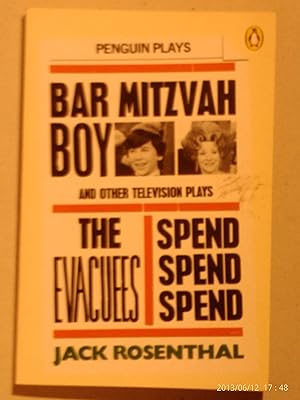 PENGUIN PLAYS
BAR MITZVAH
BOY
AND OTHER TELEVISION PLAYS
THE
EVACUEES
SPEND
SPEND
SPEND
JACK ROSENTHAL
2013/06/12 17:48